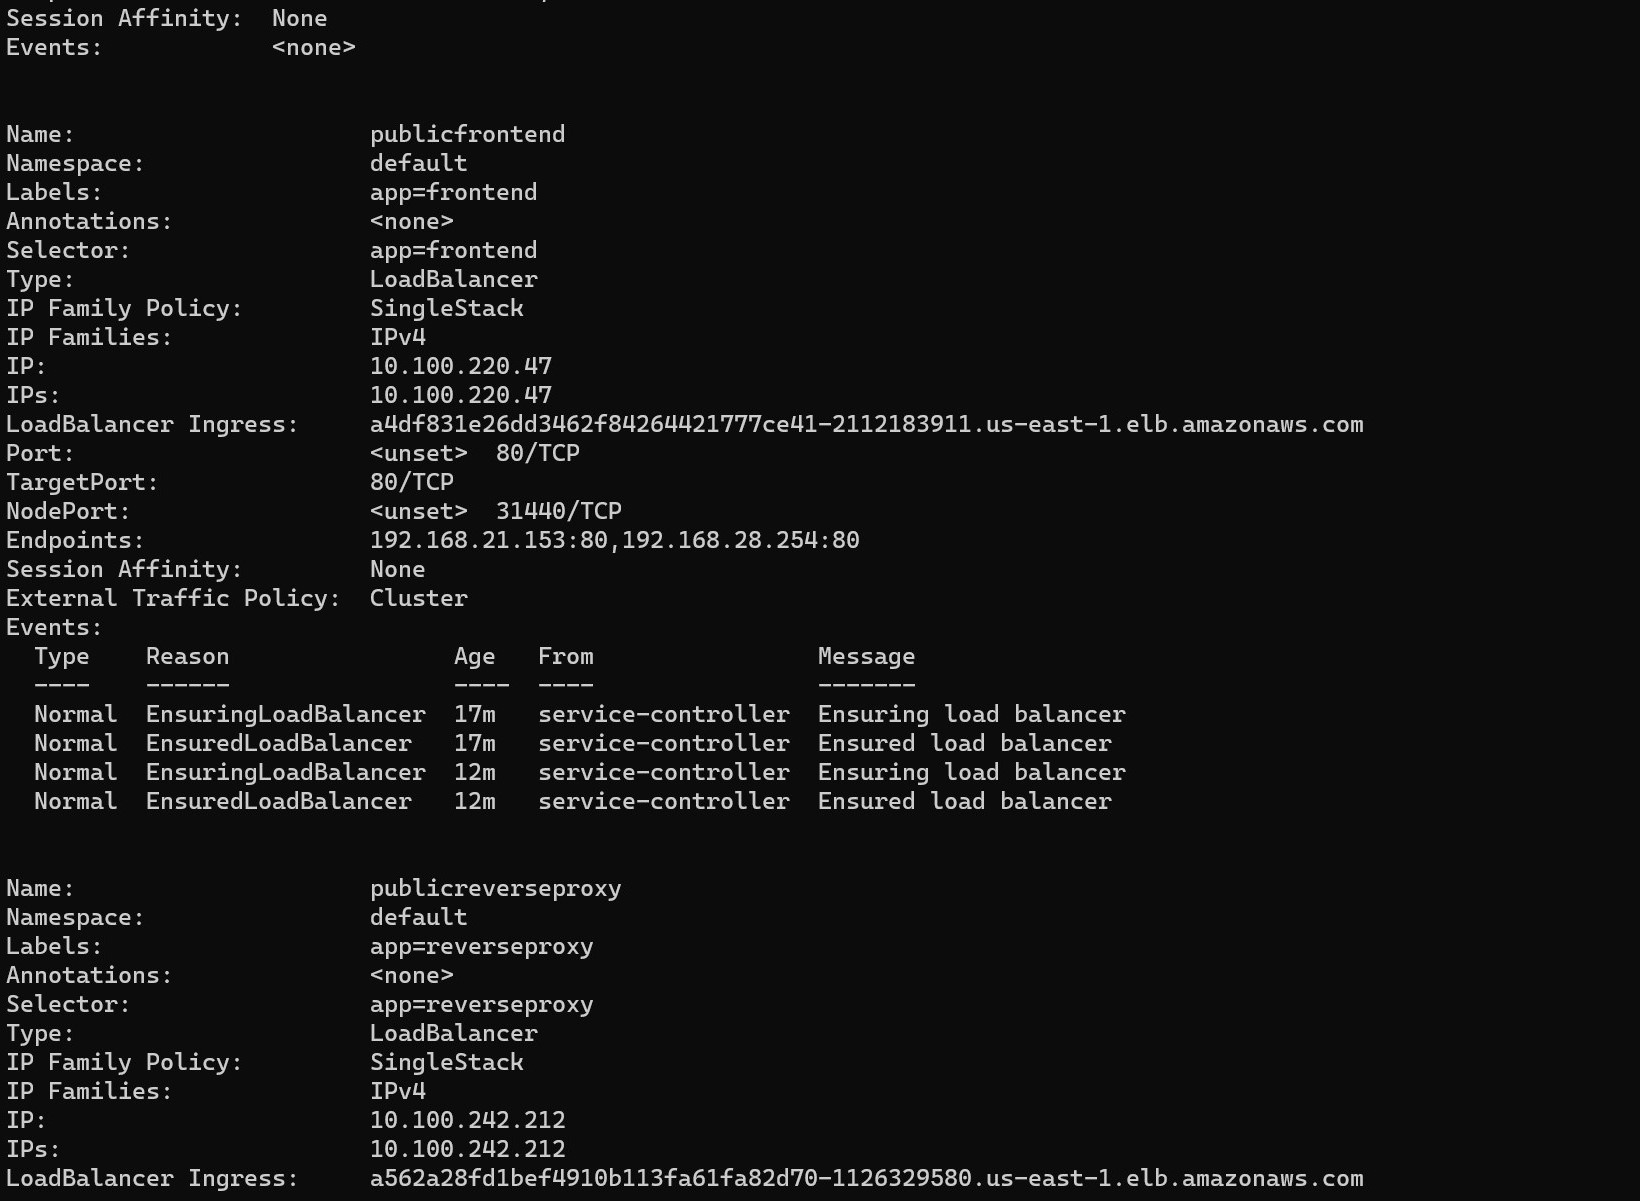 Session Affinity:  None
Events:            <none>
Name:                     publicfrontend
Namespace:                default
Labels:                   app=frontend
Annotations:              <none>
Selector:                 app=frontend
Type:                     LoadBalancer
IP Family Policy:         SingleStack
IP Families:              IPv4
IP:                       10.100.220.47
IPs:                      10.100.220.47
LoadBalancer Ingress:     a4df831e26dd3462f84264421777ce41-2112183911.us-east-1.elb.amazonaws.com
Port:                     <unset>  80/TCP
TargetPort:               80/TCP
NodePort:                 <unset>  31440/TCP
Endpoints:                192.168.21.153:80,192.168.28.254:80
Session Affinity:         None
External Traffic Policy:  Cluster
Events:
  Type    Reason                Age   From                Message
  ----    ------                ----  ----                -------
  Normal  EnsuringLoadBalancer  17m   service-controller  Ensuring load balancer
  Normal  EnsuredLoadBalancer   17m   service-controller  Ensured load balancer
  Normal  EnsuringLoadBalancer  12m   service-controller  Ensuring load balancer
  Normal  EnsuredLoadBalancer   12m   service-controller  Ensured load balancer
Name:                     publicreverseproxy
Namespace:                default
Labels:                   app=reverseproxy
Annotations:              <none>
Selector:                 app=reverseproxy
Type:                     LoadBalancer
IP Family Policy:         SingleStack
IP Families:              IPv4
IP:                       10.100.242.212
IPs:                      10.100.242.212
LoadBalancer Ingress:     a562a28fd1bef4910b113fa61fa82d70-1126329580.us-east-1.elb.amazonaws.com